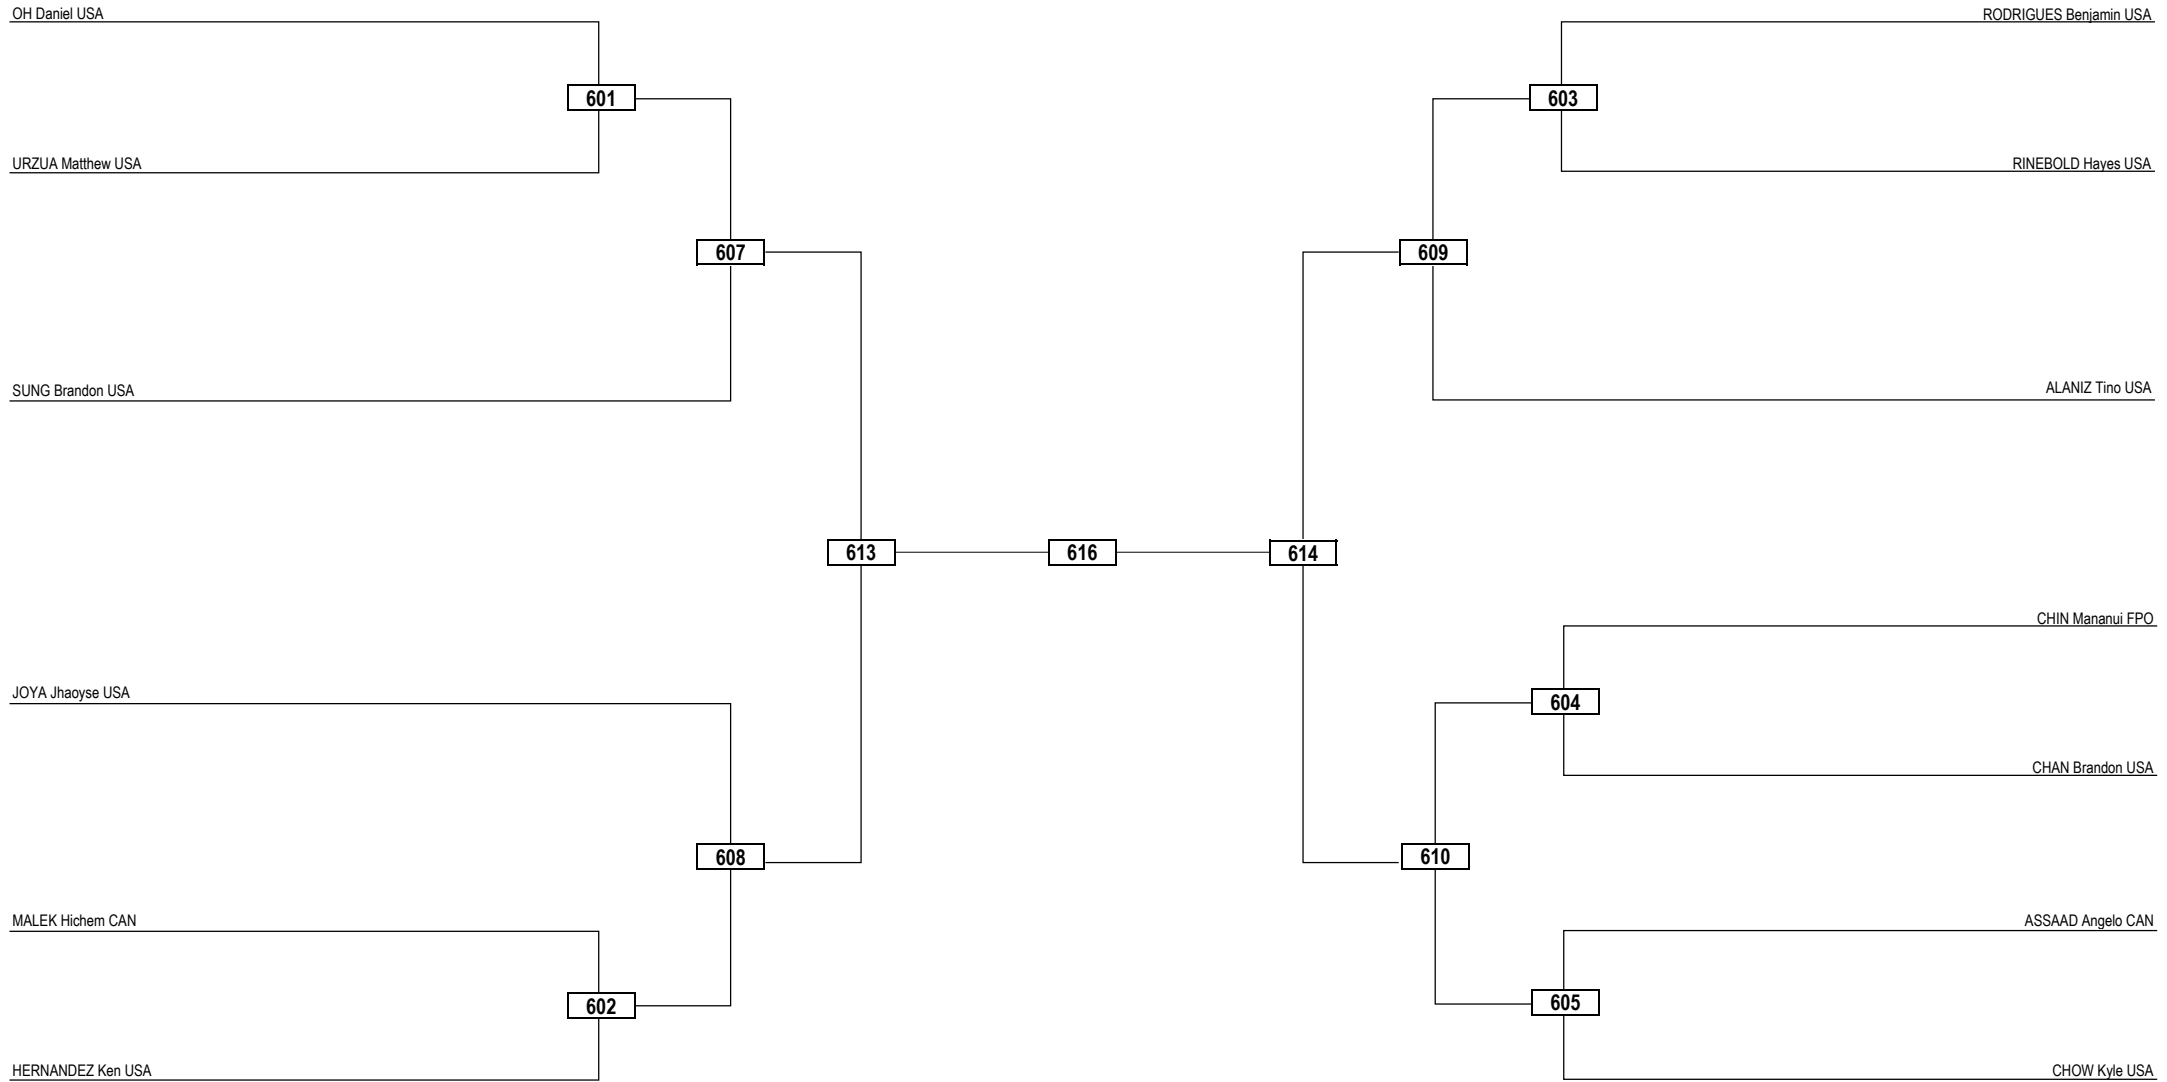 OH Daniel USA
RODRIGUES Benjamin USA
601
603
URZUA Matthew USA
RINEBOLD Hayes USA
607
609
SUNG Brandon USA
ALANIZ Tino USA
613
616
614
CHIN Mananui FPO
JOYA Jhaoyse USA
604
CHAN Brandon USA
608
610
MALEK Hichem CAN
ASSAAD Angelo CAN
602
605
HERNANDEZ Ken USA
CHOW Kyle USA